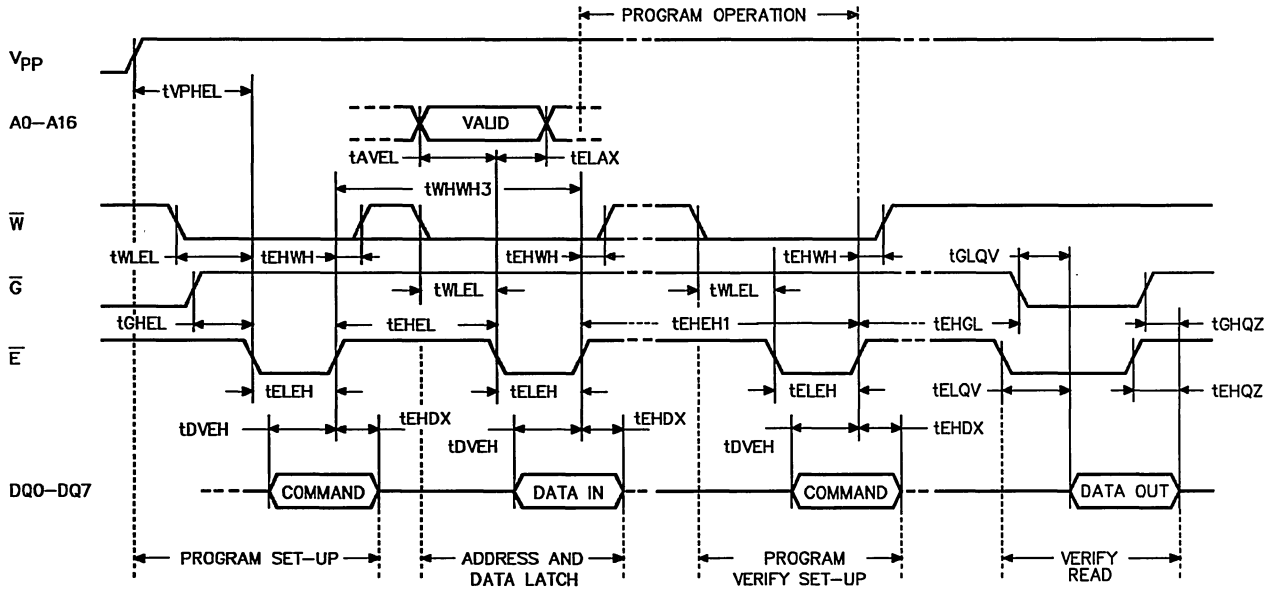 PROGRAM OPERATION
VPP
tVPHEL
A0-A16
VALID
tAVEL
tELAX
tWHWH3
W
tWLEL
tEHWH
tEHWH
tEHWH
tGLQV
G
tWLEL
tWLEL
tGHEL
tEHEL
tEHEH1
tEHGL
tGHQZ
E
tELEH
tELEH
tELEH
tELQV
tEHQZ
tDVEH
tEHDX
tDVEH
tEHDX
tDVEH
tEHDX
DQ0-DQ7
COMMAND
DATA IN
COMMAND
DATA OUT
PROGRAM SET-UP
ADDRESS AND
DATA LATCH
PROGRAM
VERIFY SET-UP
VERIFY
READ